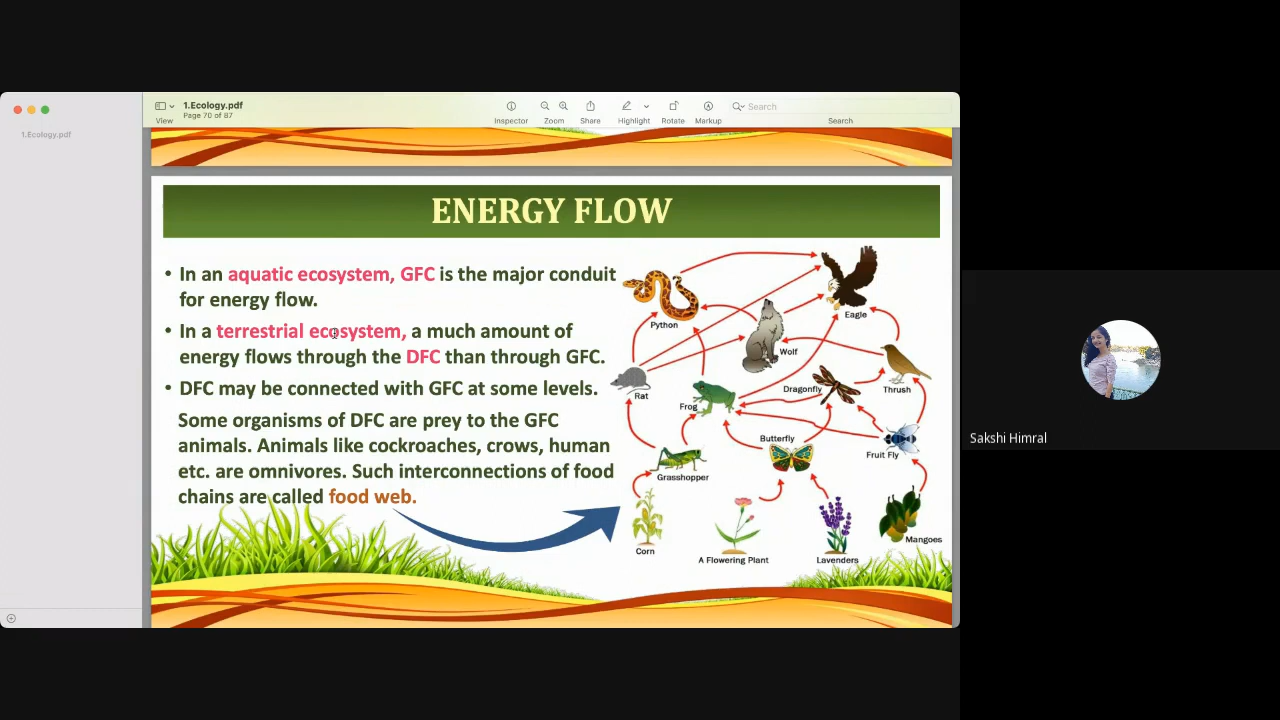 1.Ecology.pdf
Page 70 of 87
View
Inspector
Zoom
Share
Highlight
Rotate
Markup
Search
Search
1.Ecology.pdf
ENERGY FLOW
• In an aquatic ecosystem, GFC is the major conduit
for energy flow.
• In a terrestrial ecosystem, a much amount of
energy flows through the DFC than through GFC.
• DFC may be connected with GFC at some levels.
Some organisms of DFC are prey to the GFC
animals. Animals like cockroaches, crows, human
etc. are omnivores. Such interconnections of food
chains are called food web.
Python
Eagle
Wolf
Rat
Frog
Dragonfly
Thrush
Butterfly
Fruit Fly
Grasshopper
Corn
A Flowering Plant
Lavenders
Mangoes
Sakshi Himral